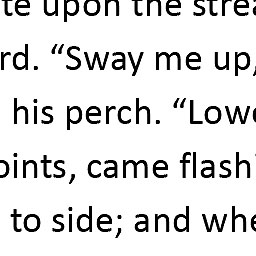 te upon the strea
rd. “Sway me up,
his perch. “Lowe
oints, came flash
to side; and whe